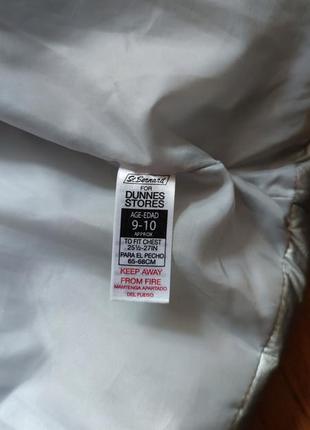 St Bernard
FOR
DUNNES
STORES
AGE-EDAD
9-10
APPROX
TO FIT CHEST
25½-27IN
PARA EL PECHO
65-68CM
KEEP AWAY
FROM FIRE
MANTENGA APARTADO
DEL FUEGO